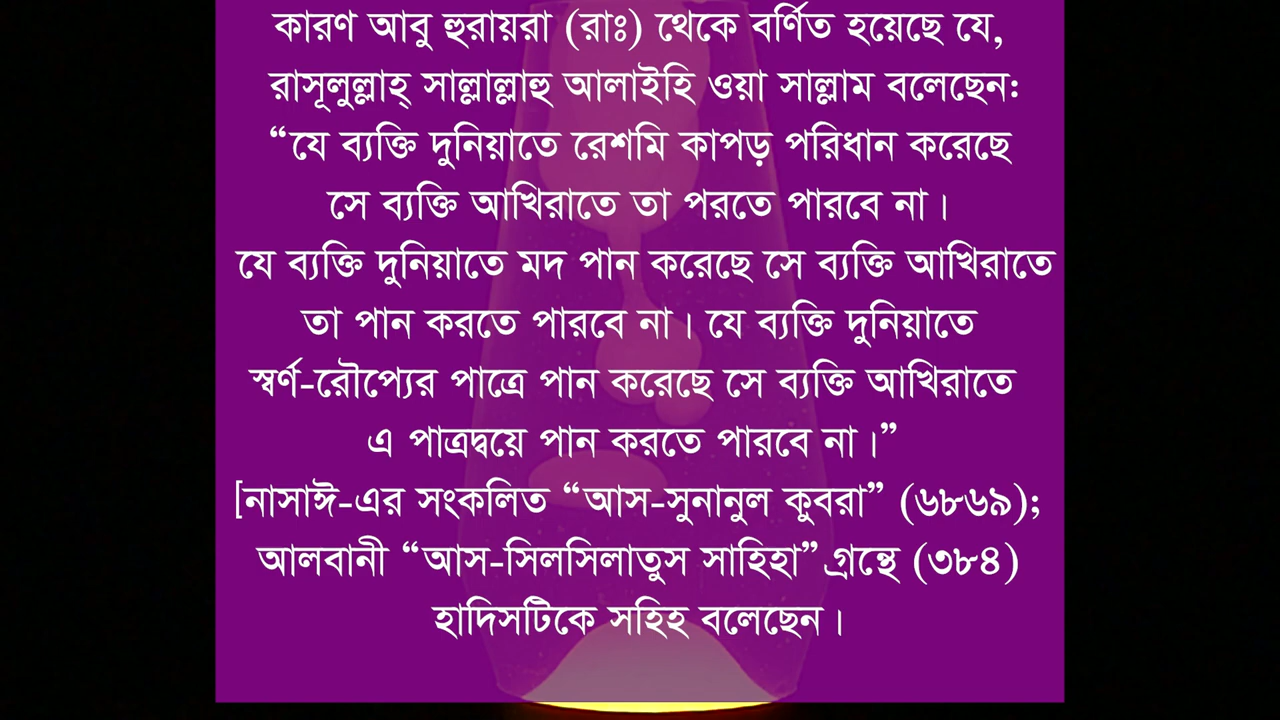 কারণ আবু হুরায়রা (রাঃ) থেকে বর্ণিত হয়েছে যে,
রাসূলুল্লাহ্ সাল্লাল্লাহু আলাইহি ওয়া সাল্লাম বলেছেন:
“যে ব্যক্তি দুনিয়াতে রেশমি কাপড় পরিধান করেছে
সে ব্যক্তি আখিরাতে তা পরতে পারবে না।
যে ব্যক্তি দুনিয়াতে মদ পান করেছে সে ব্যক্তি আখিরাতে
তা পান করতে পারবে না। যে ব্যক্তি দুনিয়াতে
স্বর্ণ-রৌপ্যের পাত্রে পান করেছে সে ব্যক্তি আখিরাতে
এ পাত্রদ্বয়ে পান করতে পারবে না।”
[নাসাঈ-এর সংকলিত “আস-সুনানুল কুবরা” (৬৮৬৯);
আলবানী “আস-সিলসিলাতুস সাহিহা” গ্রন্থে (৩৮৪)
হাদিসটিকে সহিহ বলেছেন।